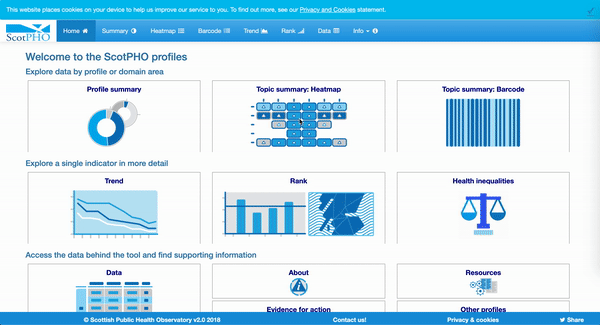 This website places cookies on your device to help us improve our service to you. To find out more, see our Privacy and Cookies statement.
ScotPHO
Home Summary Heatmap Barcode Trend Rank Data Info
Welcome to the ScotPHO profiles
Explore data by profile or domain area
Profile summary
Topic summary: Heatmap
Topic summary: Barcode
Explore a single indicator in more detail
Trend
Rank
Health inequalities
Access the data behind the tool and find supporting information
Data
About
Resources
Evidence for action
Other profiles
© Scottish Public Health Observatory v2.0 2018 Contact us! Privacy & cookies Share